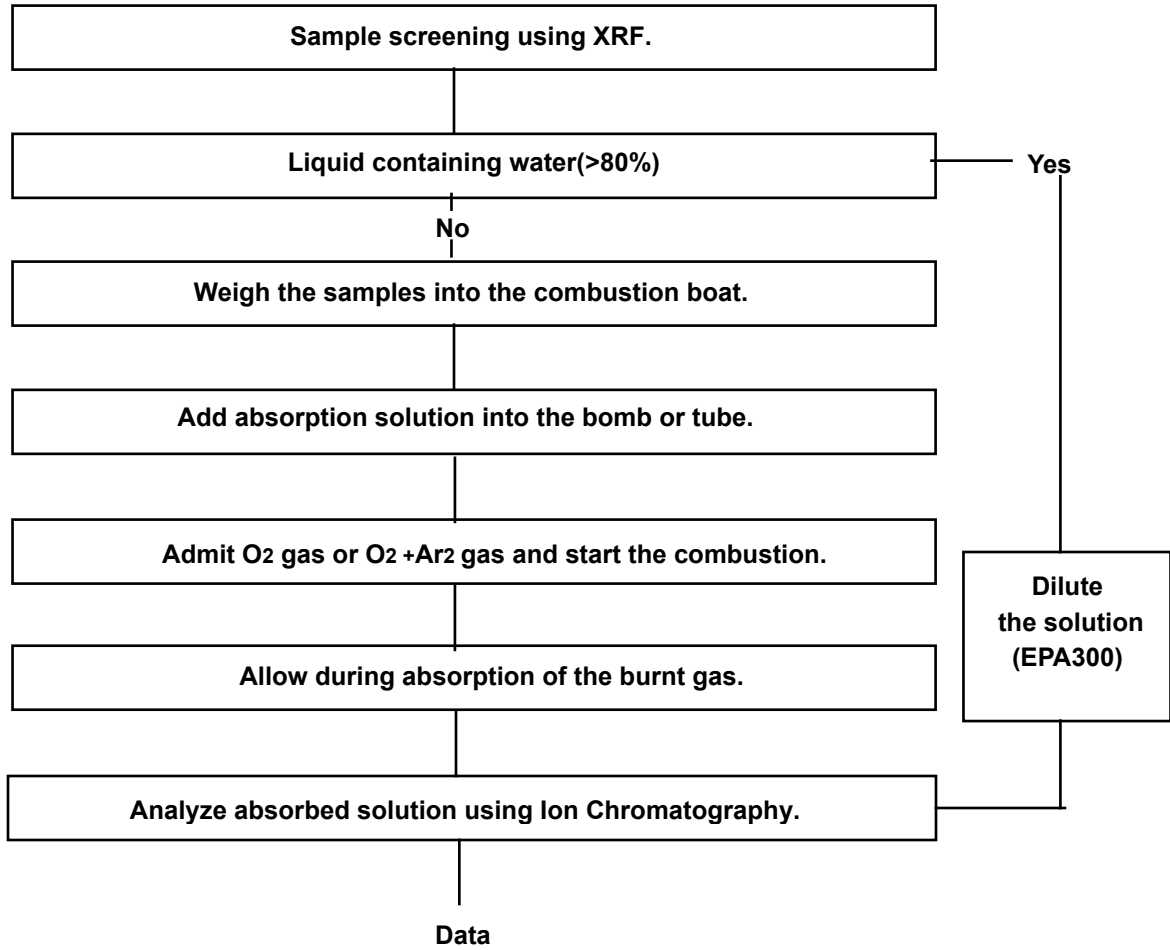 Sample screening using XRF.
Liquid containing water(>80%)
Yes
No
Weigh the samples into the combustion boat.
Add absorption solution into the bomb or tube.
Admit O2 gas or O2 +Ar2 gas and start the combustion.
Dilute
the solution
(EPA300)
Allow during absorption of the burnt gas.
Analyze absorbed solution using Ion Chromatography.
Data